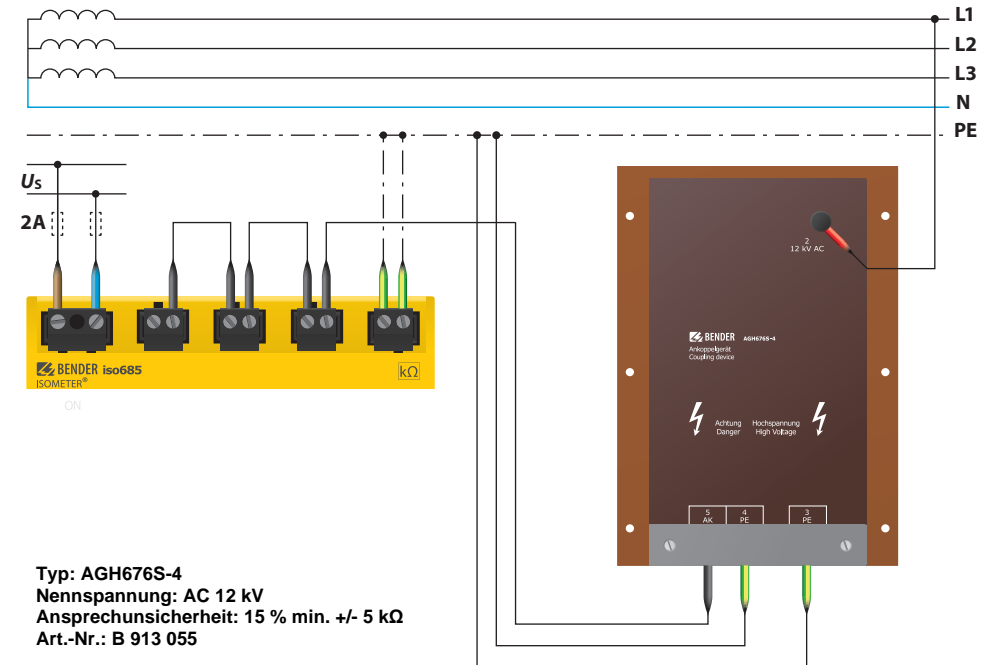 L1
L2
L3
N
PE
Us
2A
2
12 kV AC
BENDER iso685
ISOMETER®
kΩ
ON
BENDER AGH676S-4
Ankoppelgerät
Coupling device
Achtung Hochspannung
Danger High Voltage
5 4 3
AK PE PE
Typ: AGH676S-4
Nennspannung: AC 12 kV
Ansprechunsicherheit: 15 % min. +/- 5 kΩ
Art.-Nr.: B 913 055